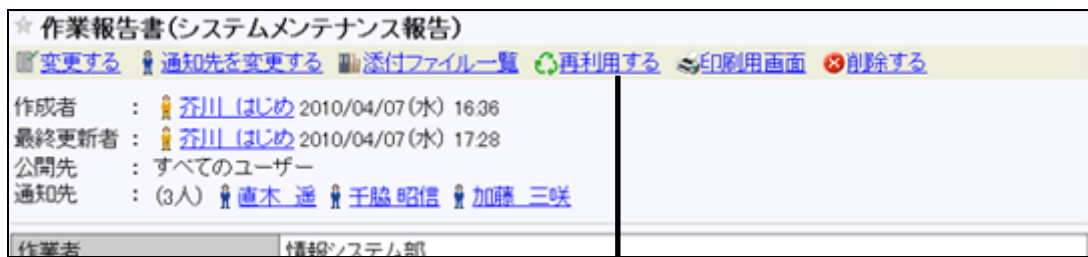 作業報告書(システムメンテナンス報告)
変更する 通知先を変更する 添付ファイル一覧 再利用する 印刷用画面 削除する
作成者 : 芥川 はじめ 2010/04/07(水) 16:36
最終更新者 : 芥川 はじめ 2010/04/07(水) 17:28
公開先 : すべてのユーザー
通知先 : (3人) 直木 遥 千脇 昭信 加藤 三咲
作業者 情報システム部